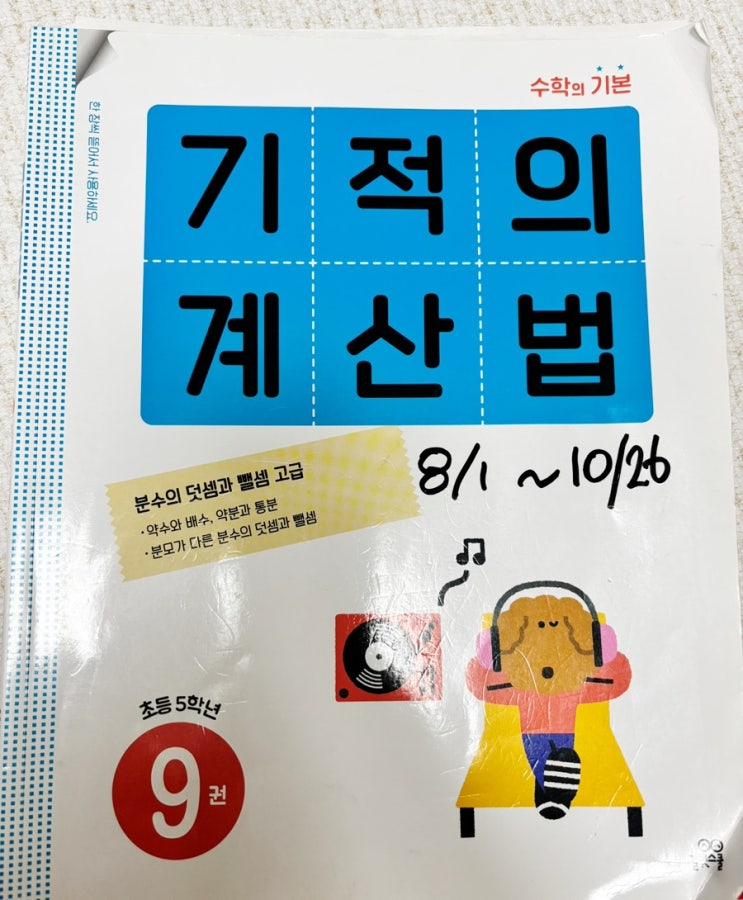 수학의 기본
한 장씩 뜯어서 사용하세요.
기적의
계산법
8/1 ~ 10/26
분수의 덧셈과 뺄셈 고급
· 약수와 배수, 약분과 통분
· 분모가 다른 분수의 덧셈과 뺄셈
초등 5학년
9권